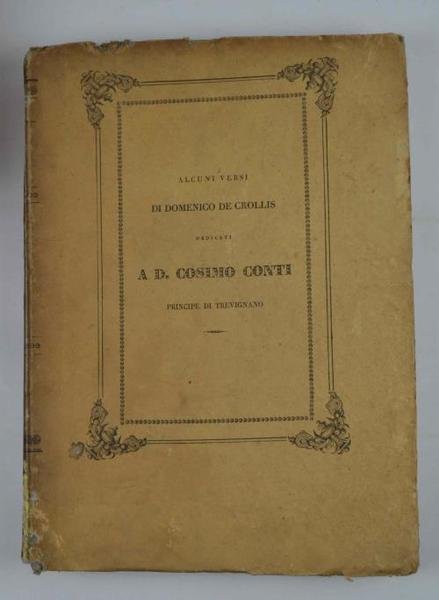 ALCUNI VERSI
DI DOMENICO DE CROLLIS
DEDICATI
A D. COSIMO CONTI
PRINCIPE DI TREVIGNANO